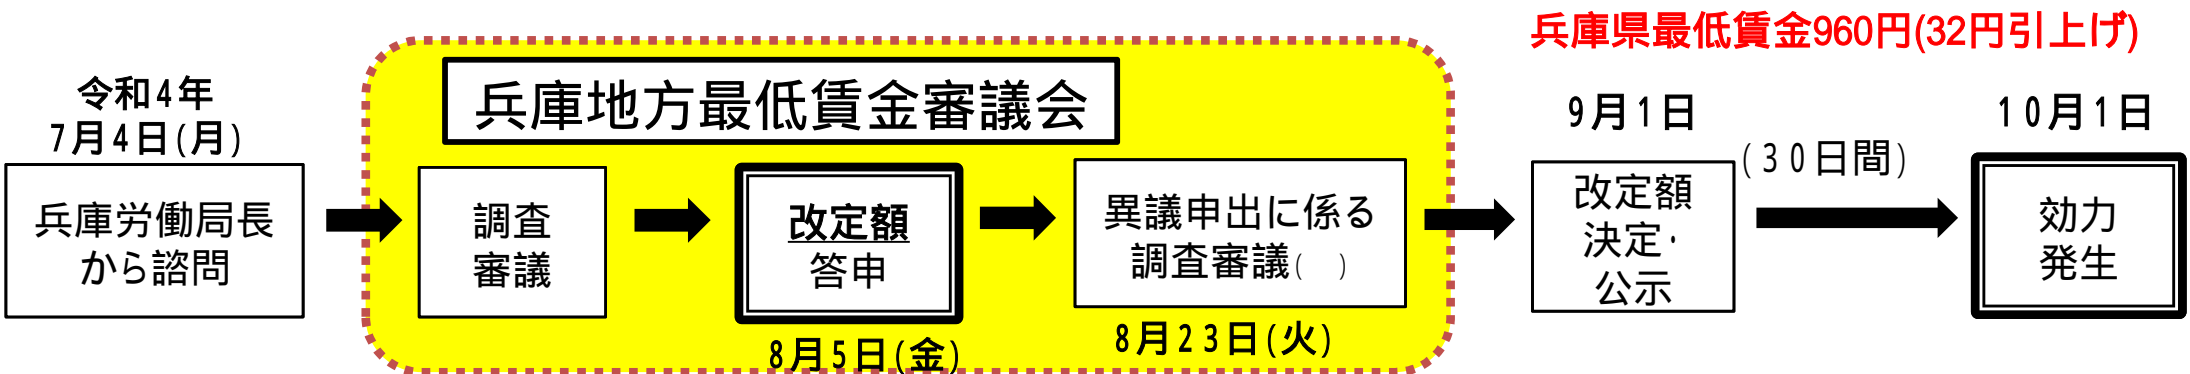 兵庫県最低賃金960円(32円引上げ)
令和4年
7月4日(月)
兵庫労働局長
から諮問
兵庫地方最低賃金審議会
調査
審議
改定額
答申
8月5日(金)
異議申出に係る
調査審議( )
8月23日(火)
9月1日
改定額
決定・
公示
(30日間)
10月1日
効力
発生